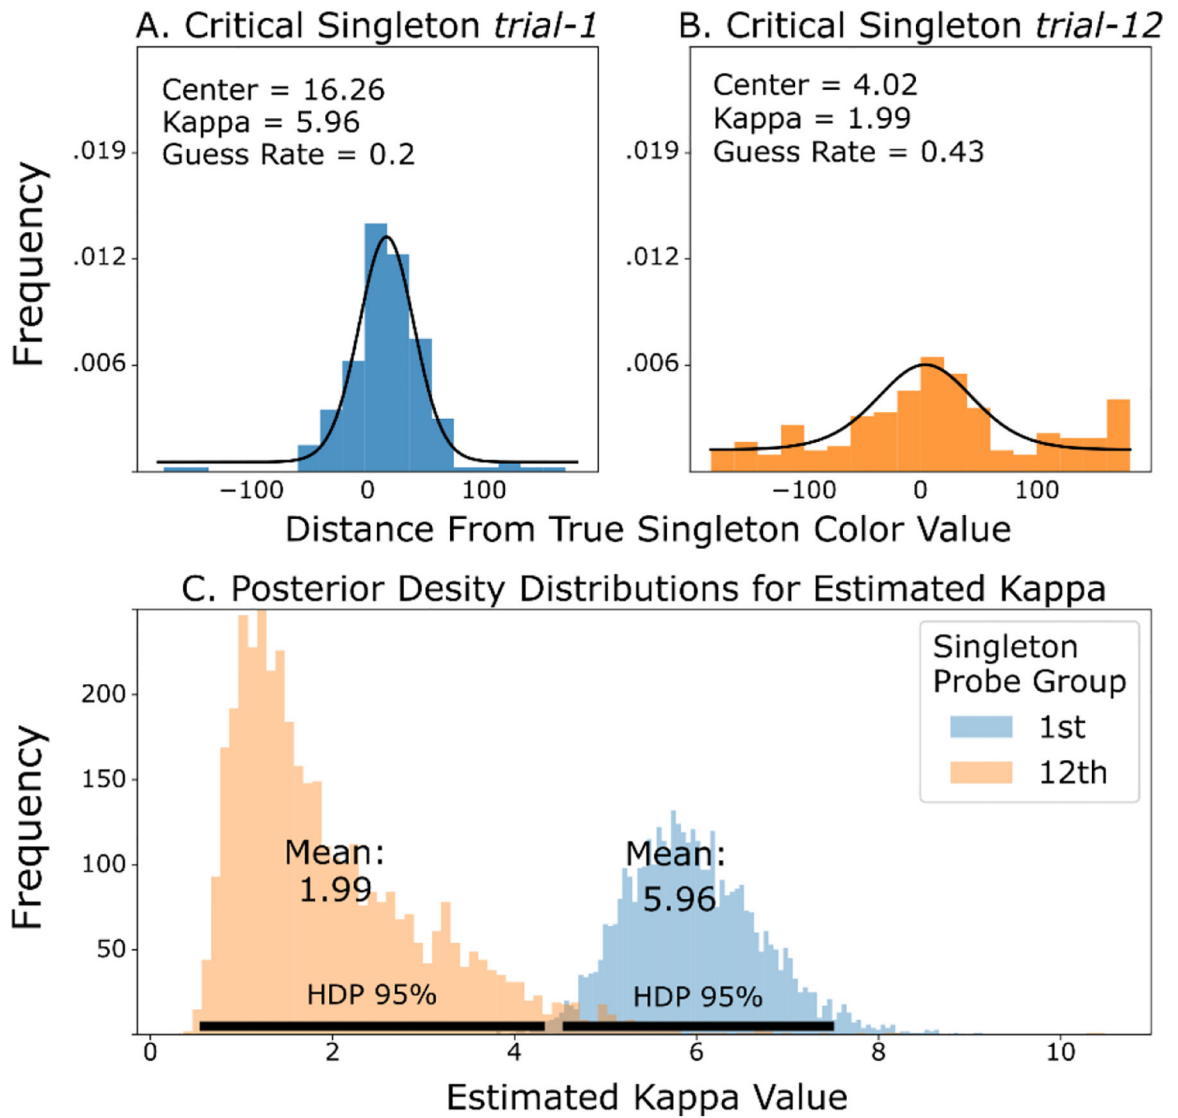 A. Critical Singleton trial-1
Center = 16.26
Kappa = 5.96
Guess Rate = 0.2
Frequency
.019
.012
.006
−100 0 100
B. Critical Singleton trial-12
Center = 4.02
Kappa = 1.99
Guess Rate = 0.43
.019
.012
.006
−100 0 100
Distance From True Singleton Color Value
C. Posterior Desity Distributions for Estimated Kappa
Frequency
200
150
100
50
Mean:
1.99
HDP 95%
Mean:
5.96
HDP 95%
Singleton
Probe Group
1st
12th
0 2 4 6 8 10
Estimated Kappa Value